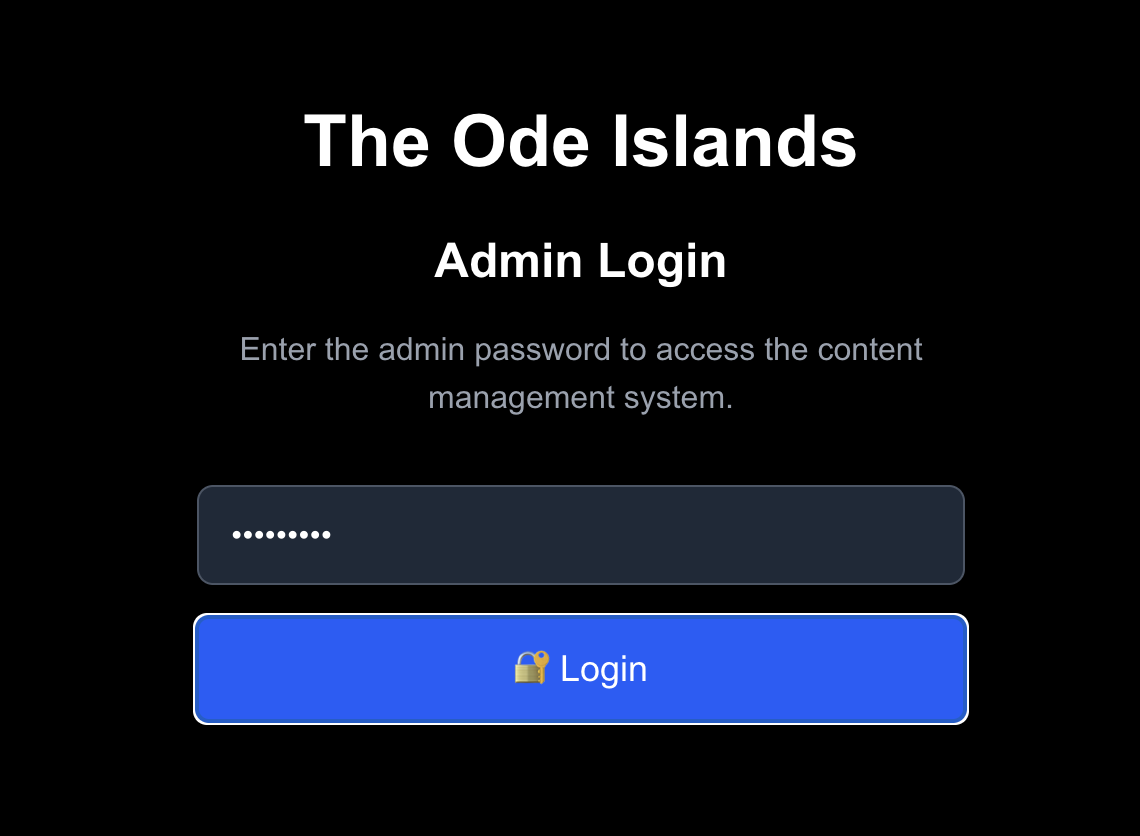 The Ode Islands
Admin Login
Enter the admin password to access the content
management system.
•••••••••
🔐 Login